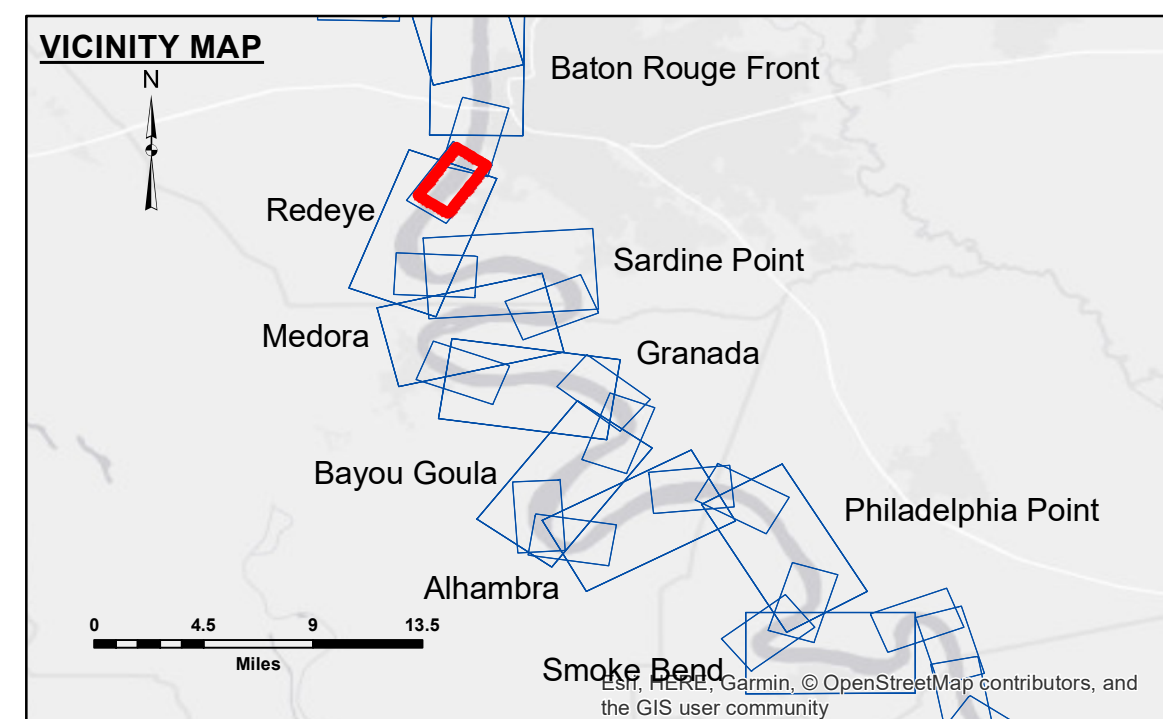 VICINITY MAP
N
Baton Rouge Front
Redeye
Sardine Point
Medora
Granada
Bayou Goula
Philadelphia Point
Alhambra
0 4.5 9 13.5
Miles
Smoke Bend
Esri, HERE, Garmin, © OpenStreetMap contributors, and
the GIS user community